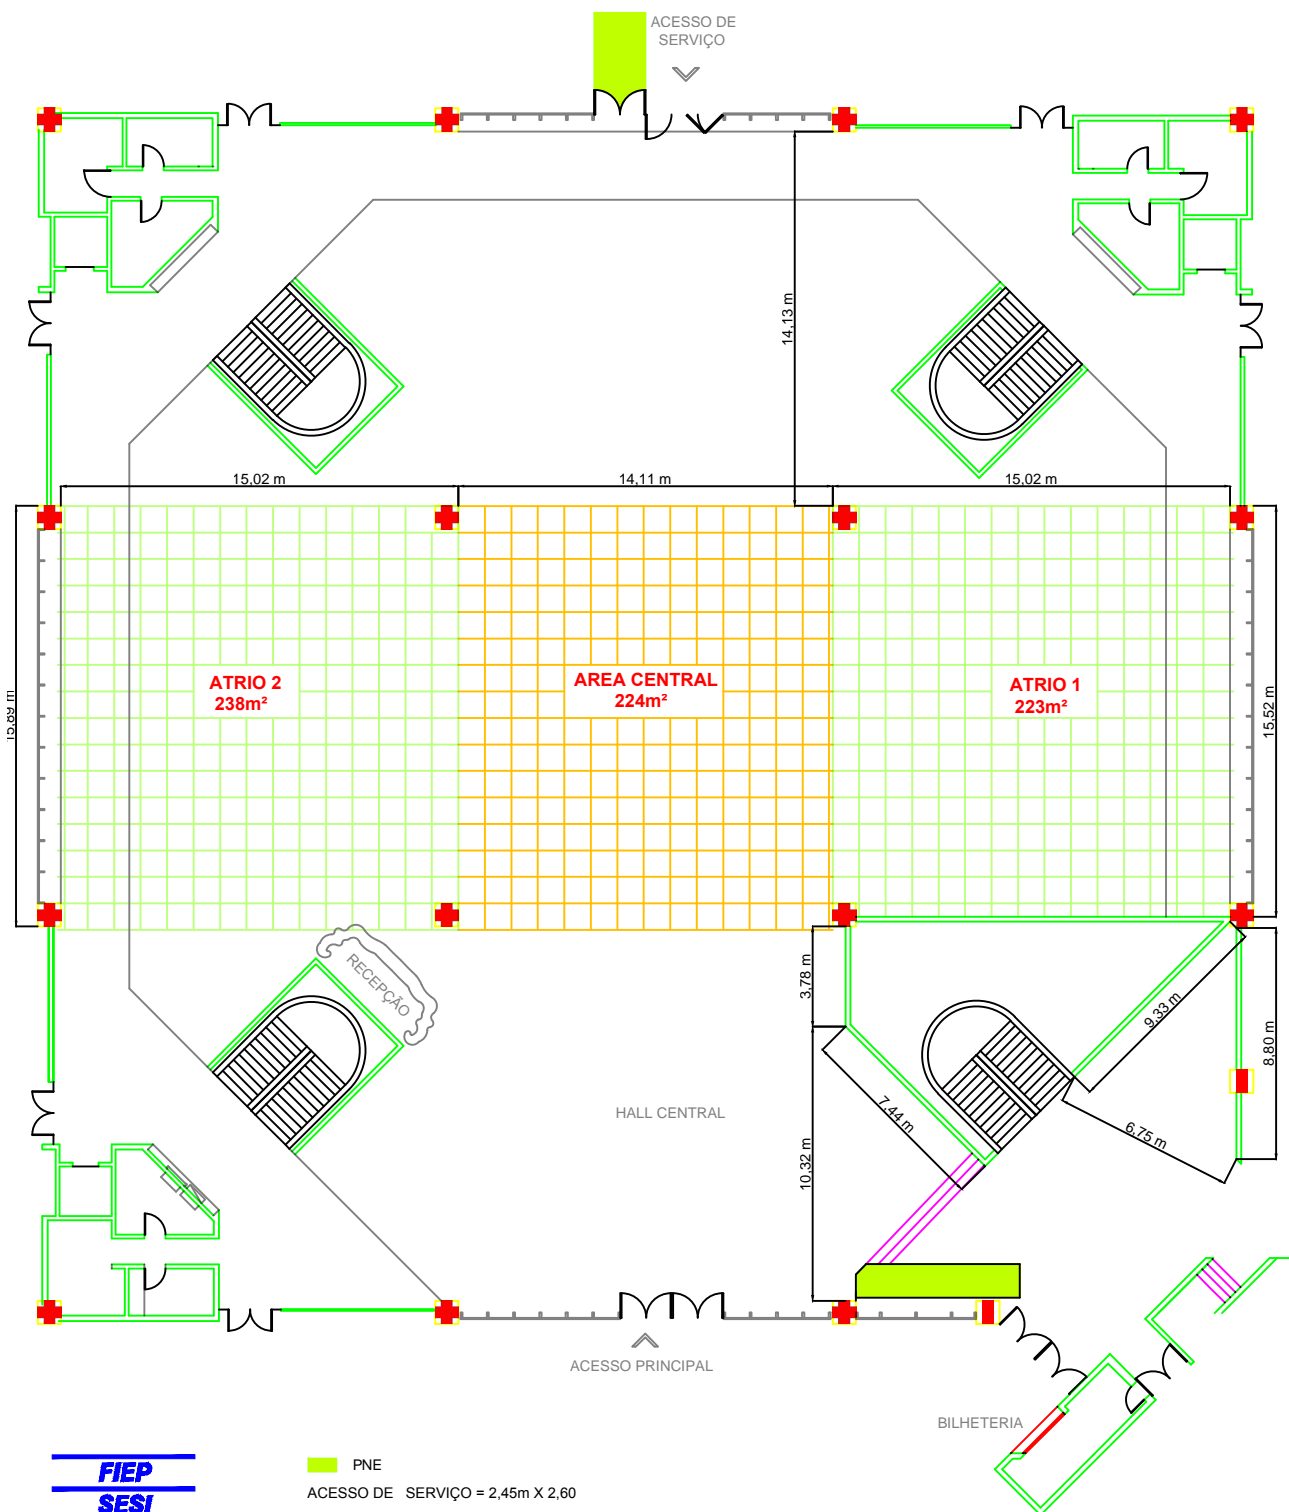 ACESSO DE
SERVIÇO
14,13 m
15,02 m
14,11 m
15,02 m
ATRIO 2
238m²
AREA CENTRAL
224m²
ATRIO 1
223m²
15,89 m
15,52 m
RECEPÇÃO
3,78 m
9,33 m
8,80 m
7,44 m
6,75 m
HALL CENTRAL
10,32 m
ACESSO PRINCIPAL
BILHETERIA
FIEP
SESI
PNE
ACESSO DE SERVIÇO = 2,45m X 2,60